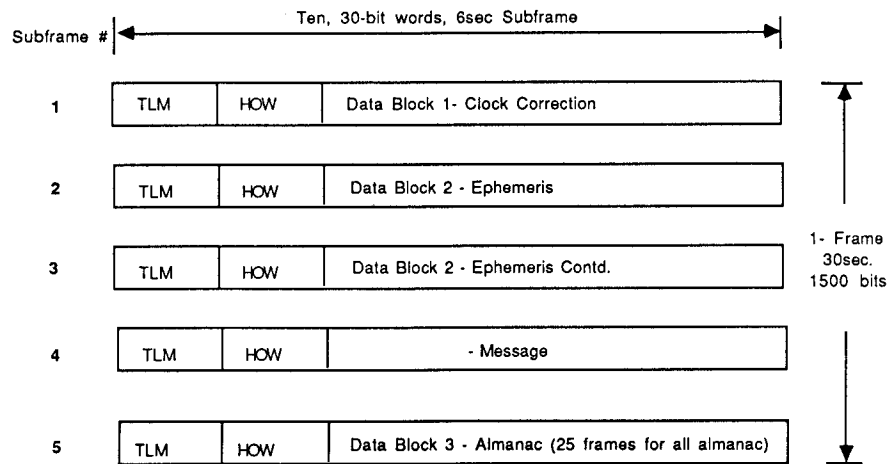 Ten, 30-bit words, 6sec Subframe
Subframe #
1 TLM HOW Data Block 1- Clock Correction
2 TLM HOW Data Block 2 - Ephemeris
3 TLM HOW Data Block 2 - Ephemeris Contd.
1- Frame
30sec.
1500 bits
4 TLM HOW - Message
5 TLM HOW Data Block 3 - Almanac (25 frames for all almanac)